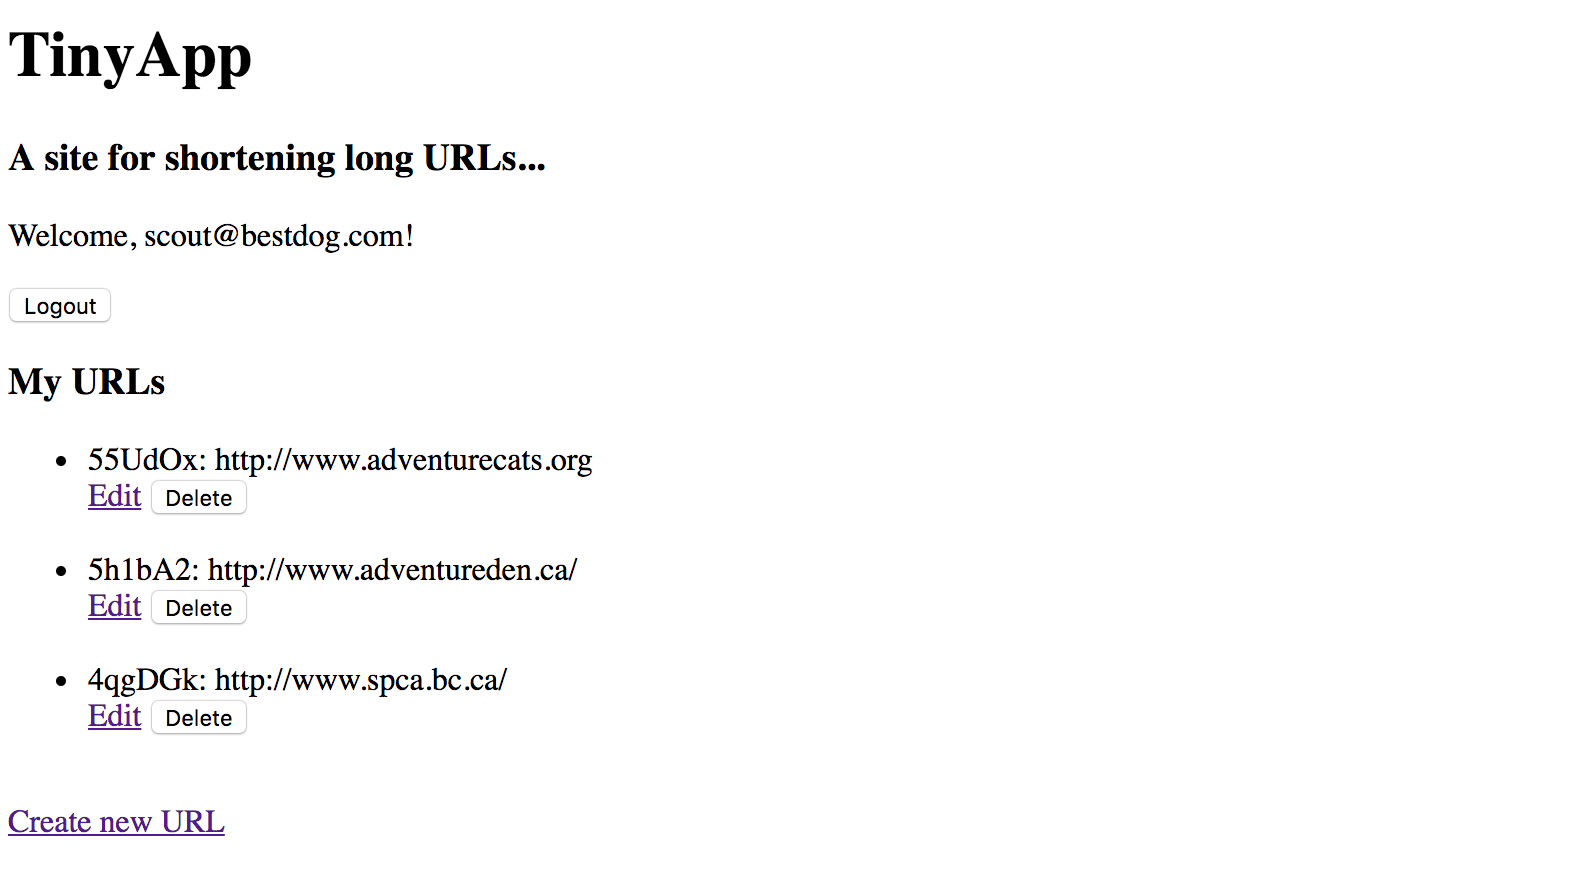 TinyApp
A site for shortening long URLs...
Welcome, scout@bestdog.com!
Logout
My URLs
55UdOx: http://www.adventurecats.org
Edit Delete
5h1bA2: http://www.adventureden.ca/
Edit Delete
4qgDGk: http://www.spca.bc.ca/
Edit Delete
Create new URL